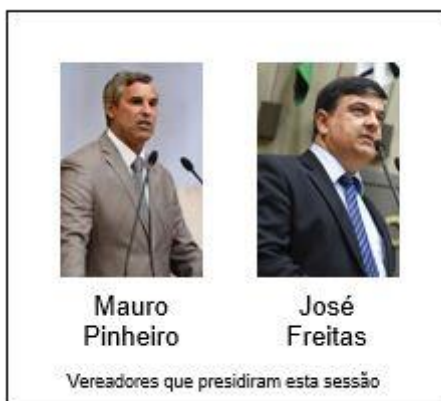 Mauro
Pinheiro
José
Freitas
Vereadores que presidiram esta sessão